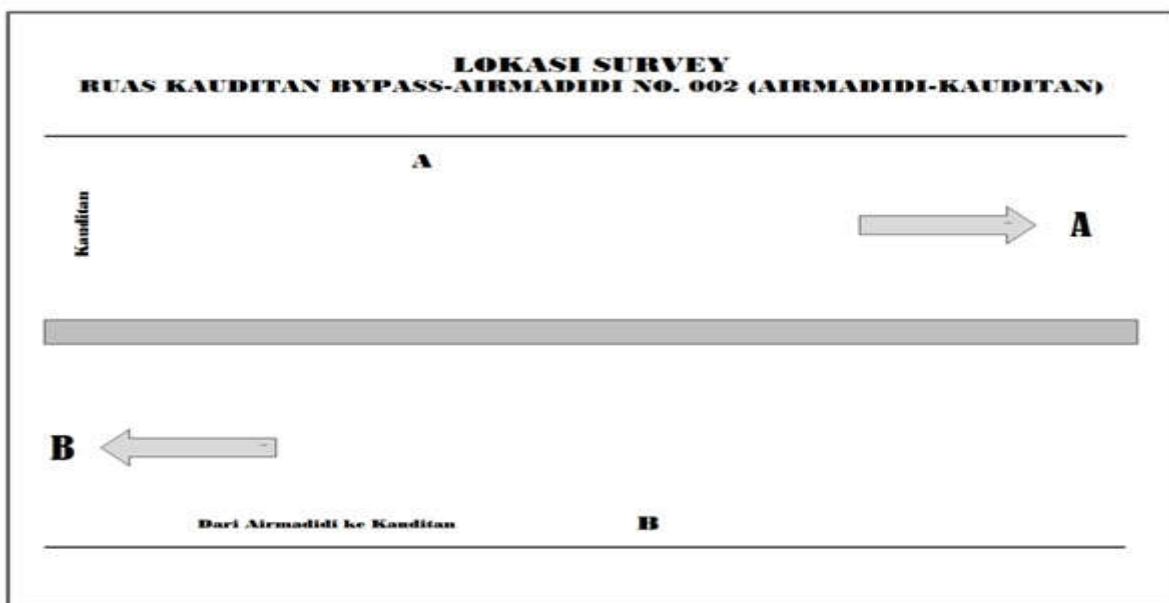 LOKASI SURVEY
RUAS KAUDITAN BYPASS-AIRMADIDI NO. 002 (AIRMADIDI-KAUDITAN)
A
Kauditan
A
B
Dari Airmadidi ke Kauditan
B